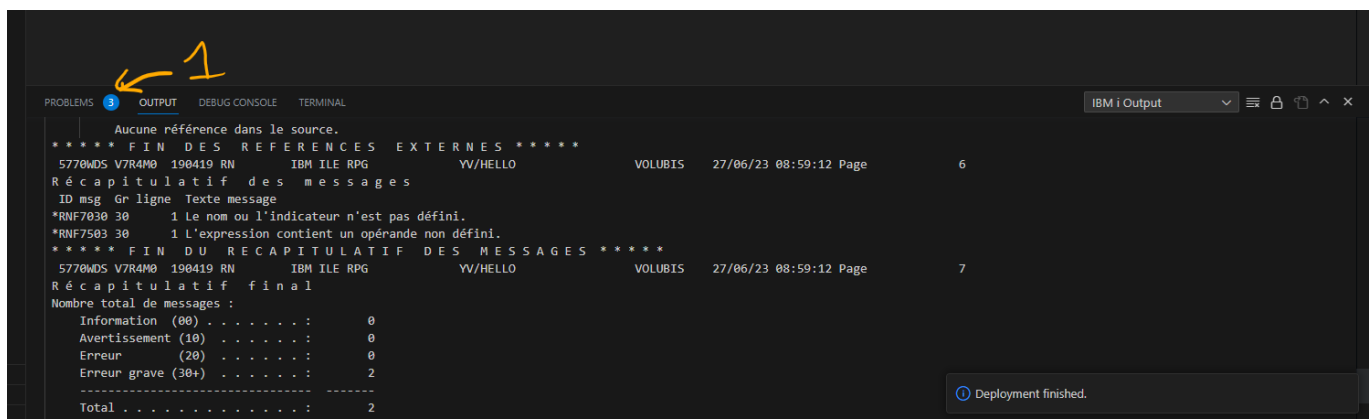 1
PROBLEMS 3 OUTPUT DEBUG CONSOLE TERMINAL IBM i Output
Aucune référence dans le source.
* * * * * F I N D E S R E F E R E N C E S E X T E R N E S * * * * *
5770WDS V7R4M0 190419 RN IBM ILE RPG YV/HELLO VOLUBIS 27/06/23 08:59:12 Page 6
R é c a p i t u l a t i f d e s m e s s a g e s
ID msg Gr ligne Texte message
*RNF7030 30 1 Le nom ou l'indicateur n'est pas défini.
*RNF7503 30 1 L'expression contient un opérande non défini.
* * * * * F I N D U R E C A P I T U L A T I F D E S M E S S A G E S * * * * *
5770WDS V7R4M0 190419 RN IBM ILE RPG YV/HELLO VOLUBIS 27/06/23 08:59:12 Page 7
R é c a p i t u l a t i f f i n a l
Nombre total de messages :
Information (00) . . . . . . . : 0
Avertissement (10) . . . . . . : 0
Erreur (20) . . . . . . : 0
Erreur grave (30+) . . . . . . : 2
-------------------------------- -------
Total . . . . . . . . . . . . . : 2
Deployment finished.